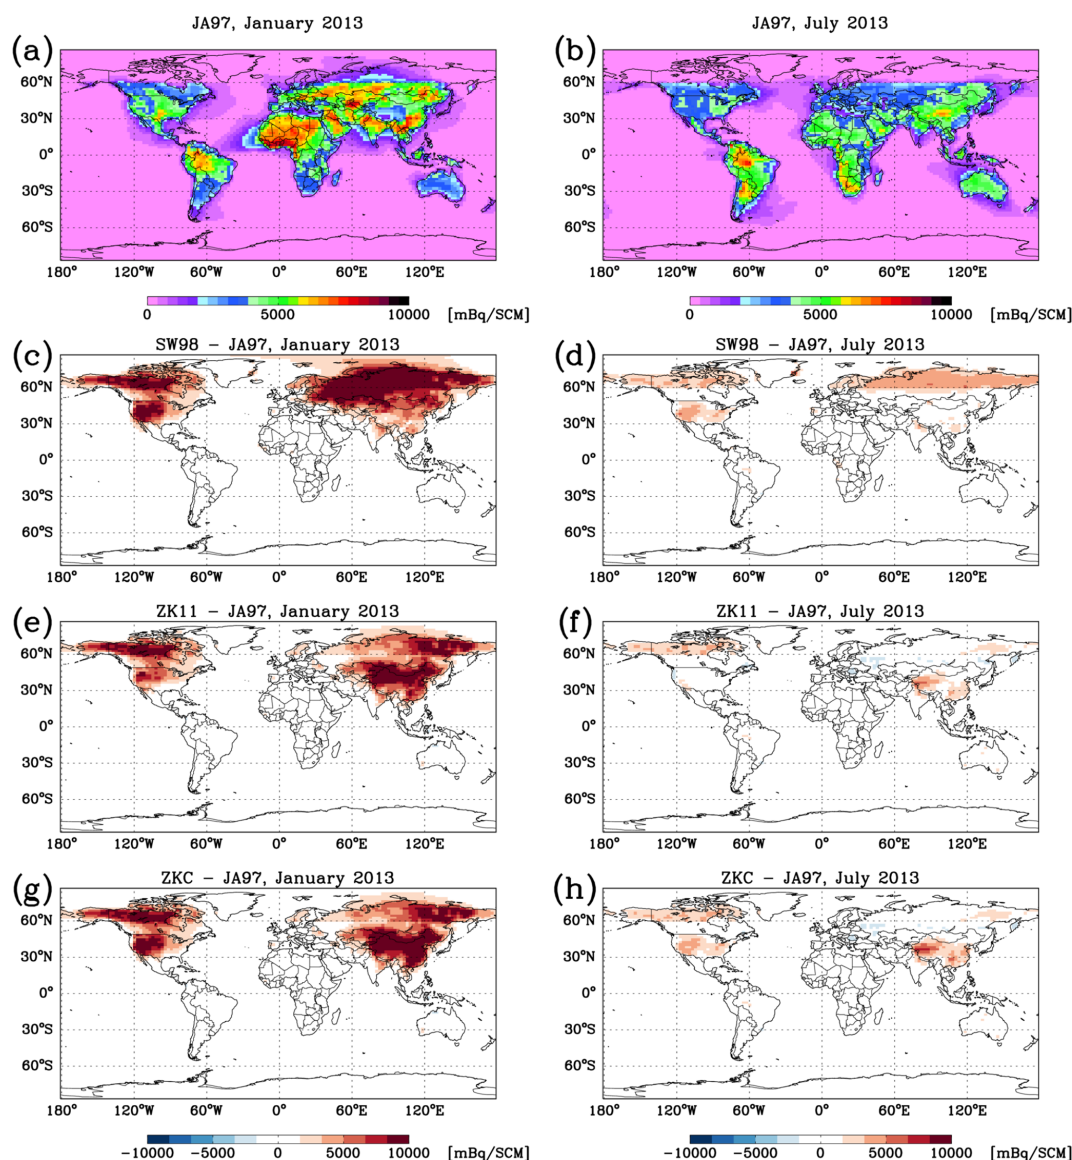 JA97, January 2013
JA97, July 2013
(a)
(b)
60°N
30°N
0°
30°S
60°S
180° 120°W 60°W 0° 60°E 120°E
60°N
30°N
0°
30°S
60°S
180° 120°W 60°W 0° 60°E 120°E
0 5000 10000 [mBq/SCM]
0 5000 10000 [mBq/SCM]
(c)
SW98 - JA97, January 2013
(d)
SW98 - JA97, July 2013
60°N
30°N
0°
30°S
60°S
180° 120°W 60°W 0° 60°E 120°E
60°N
30°N
0°
30°S
60°S
180° 120°W 60°W 0° 60°E 120°E
(e)
ZK11 - JA97, January 2013
(f)
ZK11 - JA97, July 2013
60°N
30°N
0°
30°S
60°S
180° 120°W 60°W 0° 60°E 120°E
60°N
30°N
0°
30°S
60°S
180° 120°W 60°W 0° 60°E 120°E
(g)
ZKC - JA97, January 2013
(h)
ZKC - JA97, July 2013
60°N
30°N
0°
30°S
60°S
180° 120°W 60°W 0° 60°E 120°E
60°N
30°N
0°
30°S
60°S
180° 120°W 60°W 0° 60°E 120°E
-10000 -5000 0 5000 10000 [mBq/SCM]
-10000 -5000 0 5000 10000 [mBq/SCM]